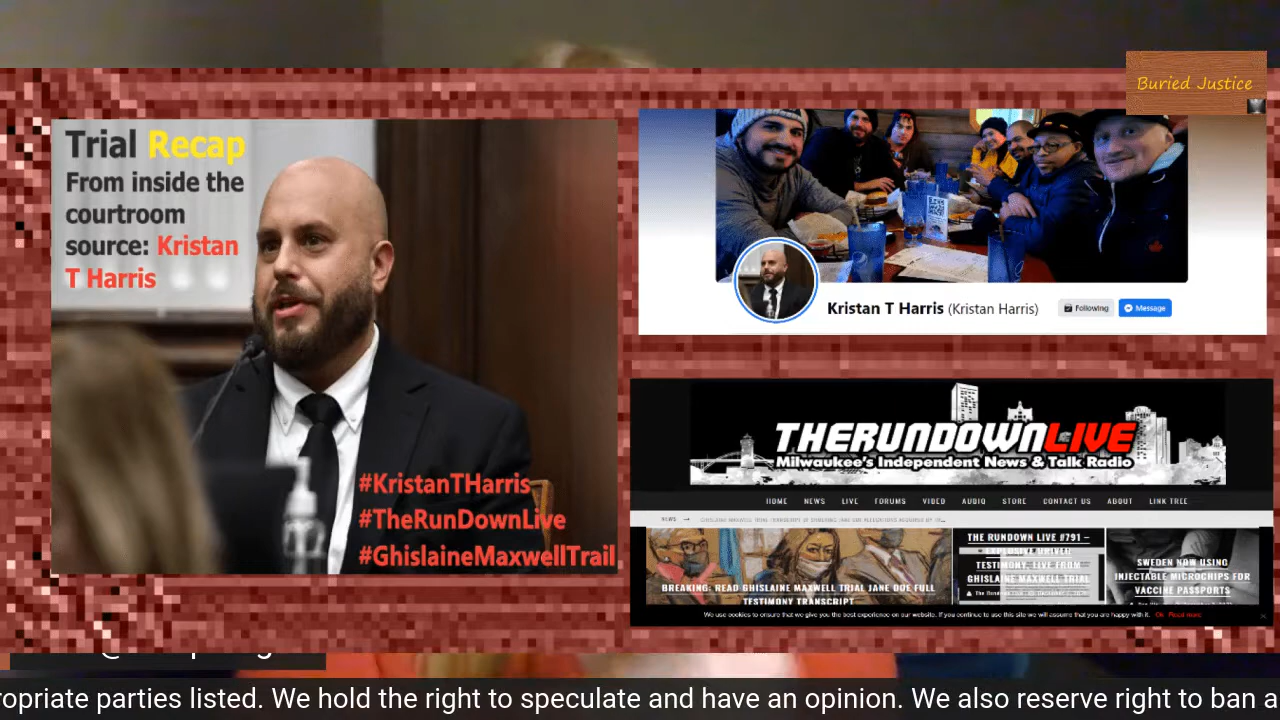 Buried Justice
Trial Recap
From inside the
courtroom
source: Kristan
T Harris
#KristanTHarris
#TheRunDownLive
#GhislaineMaxwellTrail
Kristan T Harris (Kristan Harris)
Following
Message
THERUNDOWNLIVE
Milwaukee's Independent News & Talk Radio
HOME NEWS LIVE FORUMS VIDEO AUDIO STORE CONTACT US ABOUT LINK TREE
NEWS
BREAKING: READ GHISLAINE MAXWELL TRIAL JANE DOE FULL
TESTIMONY TRANSCRIPT
THE RUNDOWN LIVE #791 –
TESTIMONY, LIVE FROM
GHISLAINE MAXWELL TRIAL
SWEDEN NOW USING
INJECTABLE MICROCHIPS FOR
VACCINE PASSPORTS
We use cookies to ensure that we give you the best experience on our website. If you continue to use this site we will assume that you are happy with it. Ok Read more
ropriate parties listed. We hold the right to speculate and have an opinion. We also reserve right to ban a